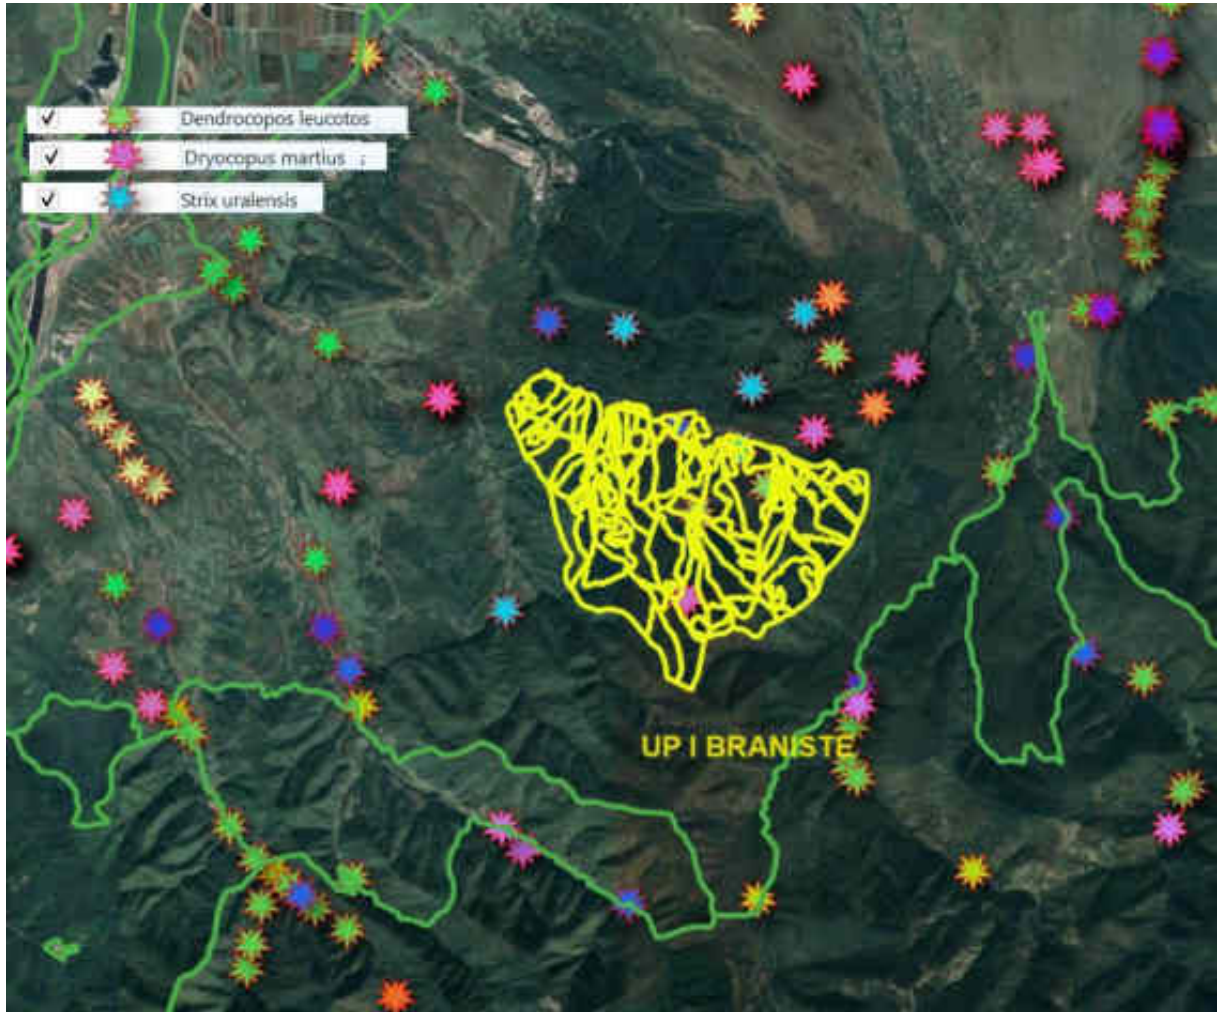 Dendrocopos leucotos
Dryocopus martius ;
Strix uralensis
UP I BRANISTE